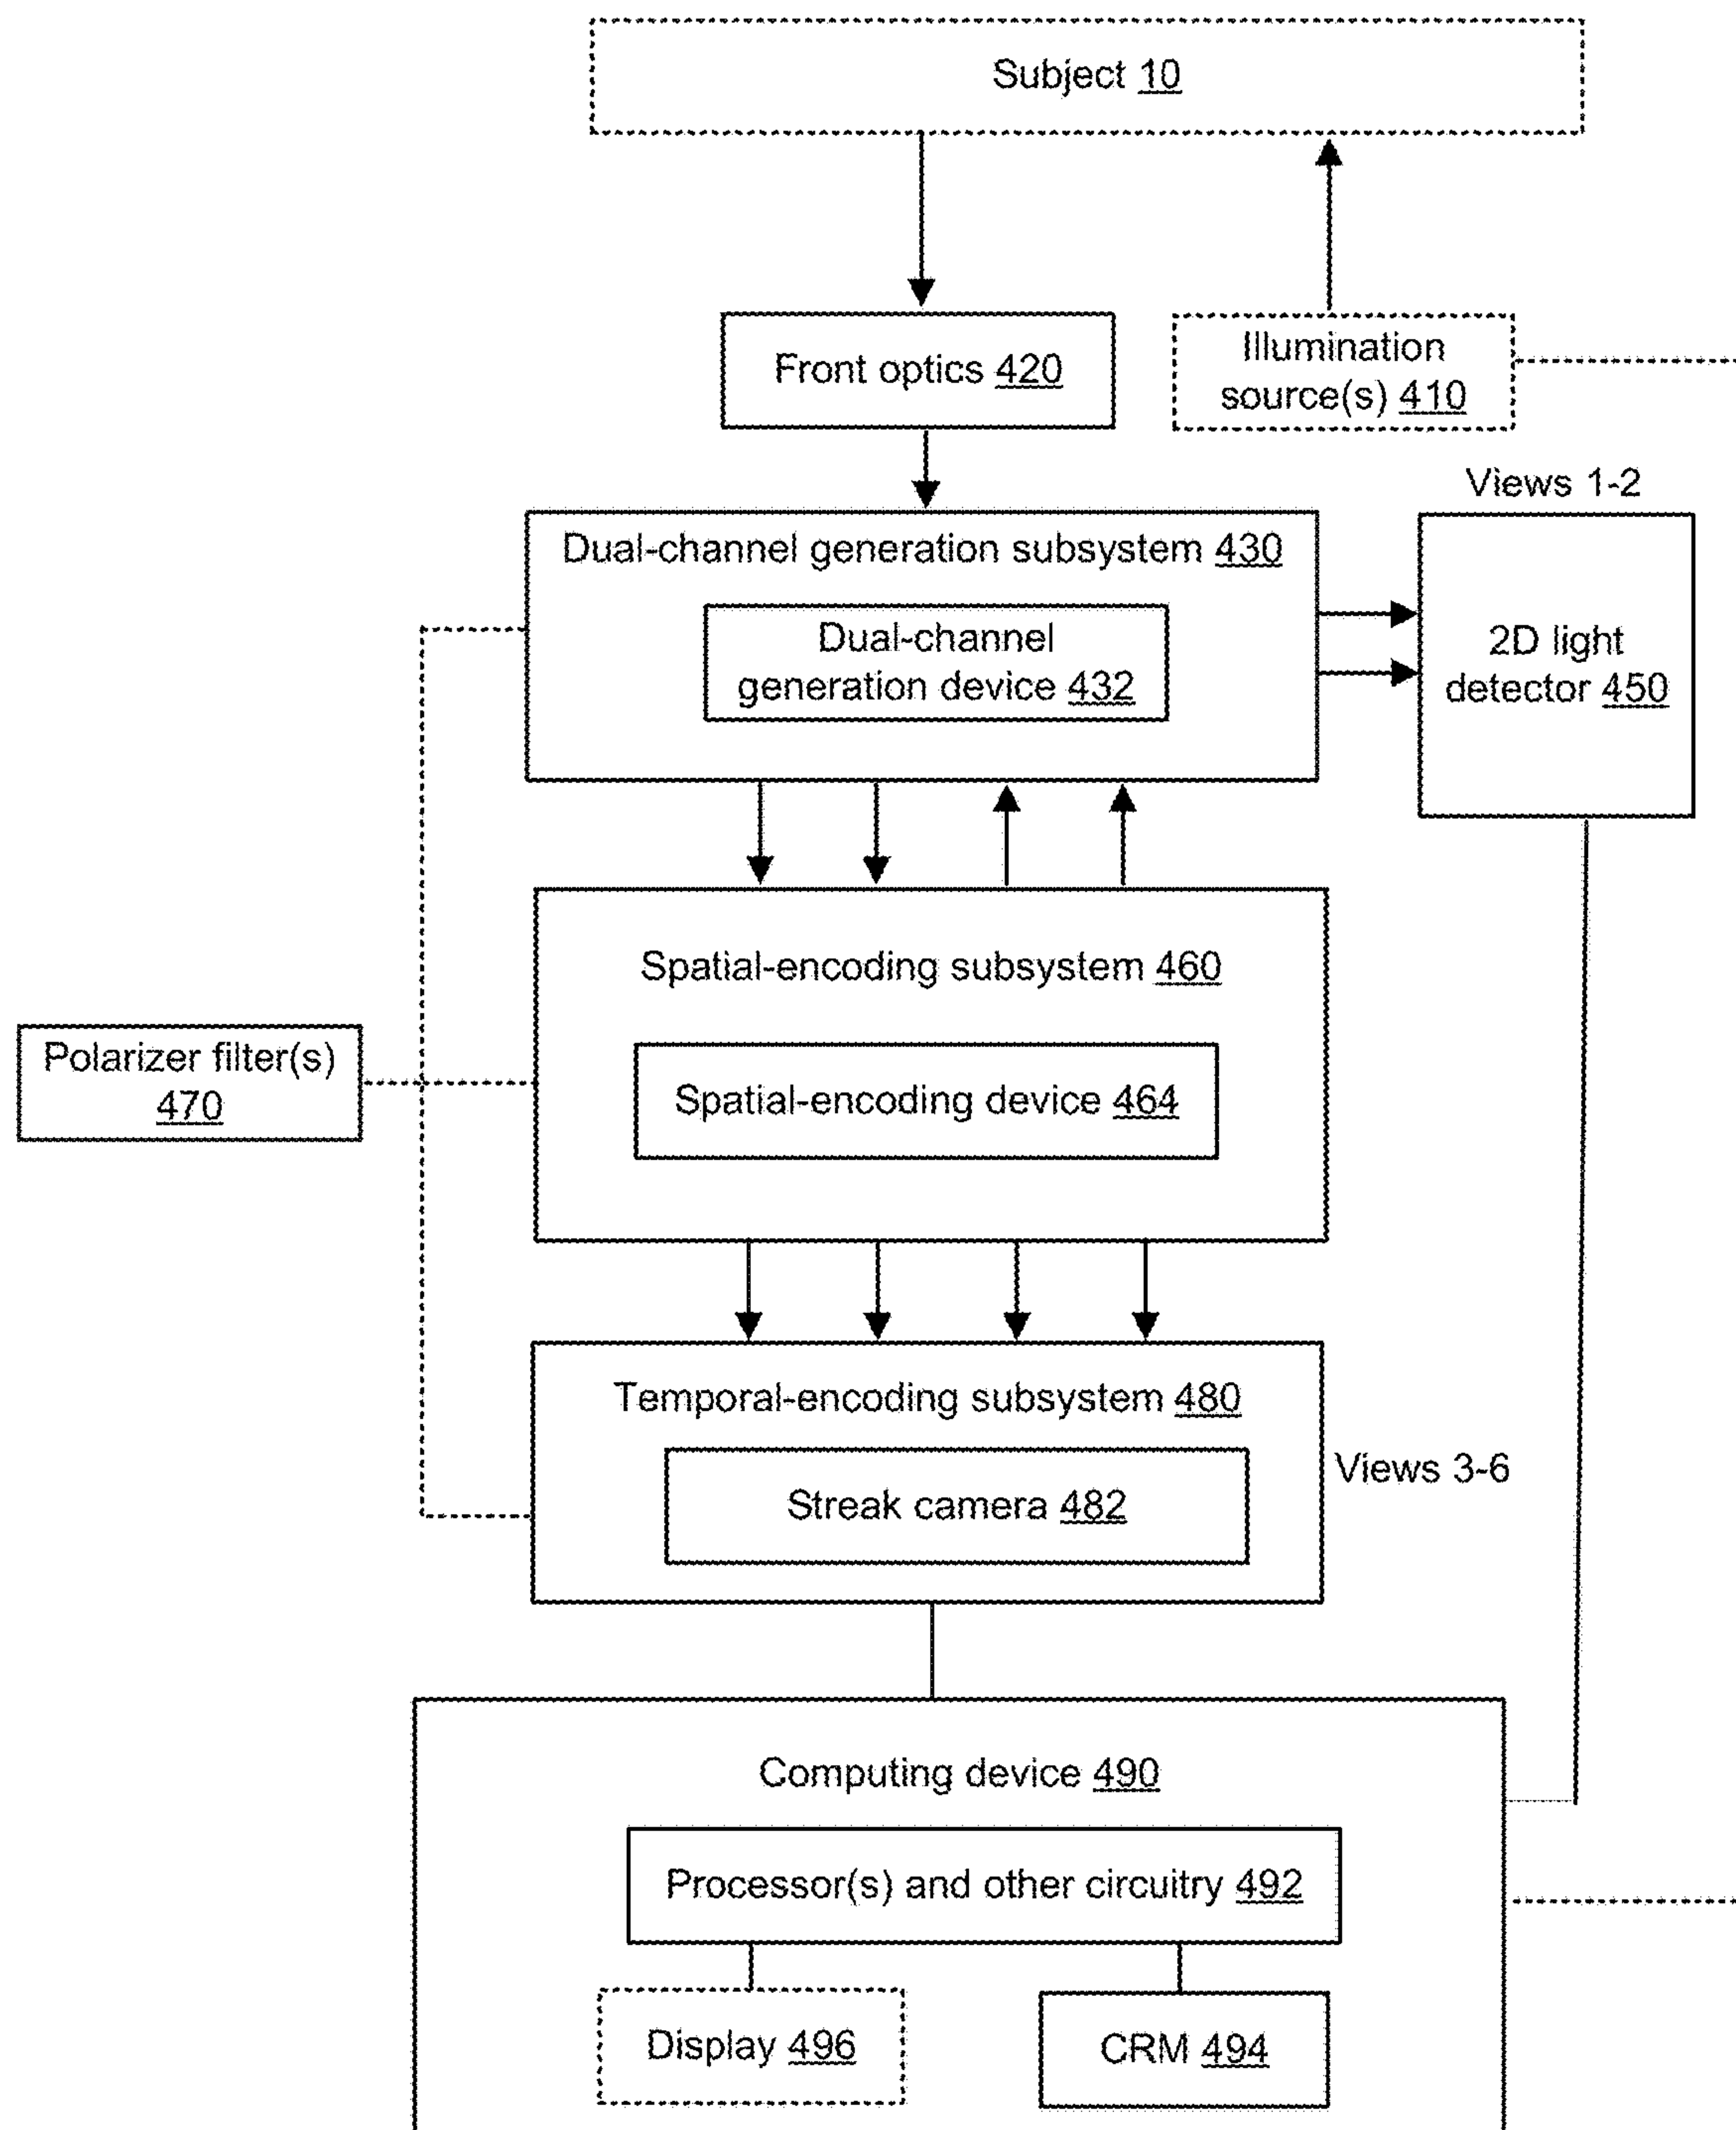 Subject 10
Front optics 420
Illumination
source(s) 410
Views 1-2
Dual-channel generation subsystem 430
Dual-channel
generation device 432
2D light
detector 450
Spatial-encoding subsystem 460
Polarizer filter(s)
470
Spatial-encoding device 464
Temporal-encoding subsystem 480
Views 3-6
Streak camera 482
Computing device 490
Processor(s) and other circuitry 492
Display 496
CRM 494